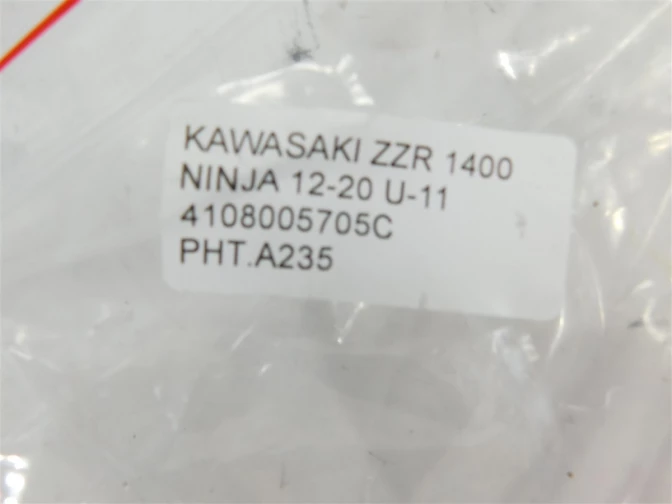 KAWASAKI ZZR 1400
NINJA 12-20 U-11
4108005705C
PHT.A235